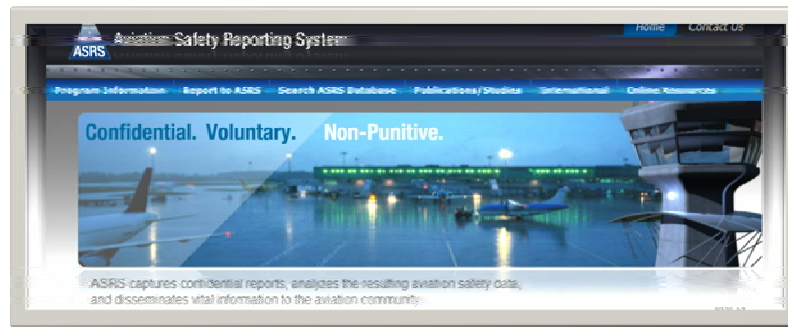 Home Contact Us
ASRS Aviation Safety Reporting System
Program Information Report to ASRS Search ASRS Database Publications/Studies International Online Resources
Confidential. Voluntary. Non-Punitive.
ASRS captures confidential reports, analyzes the resulting aviation safety data,
and disseminates vital information to the aviation community.